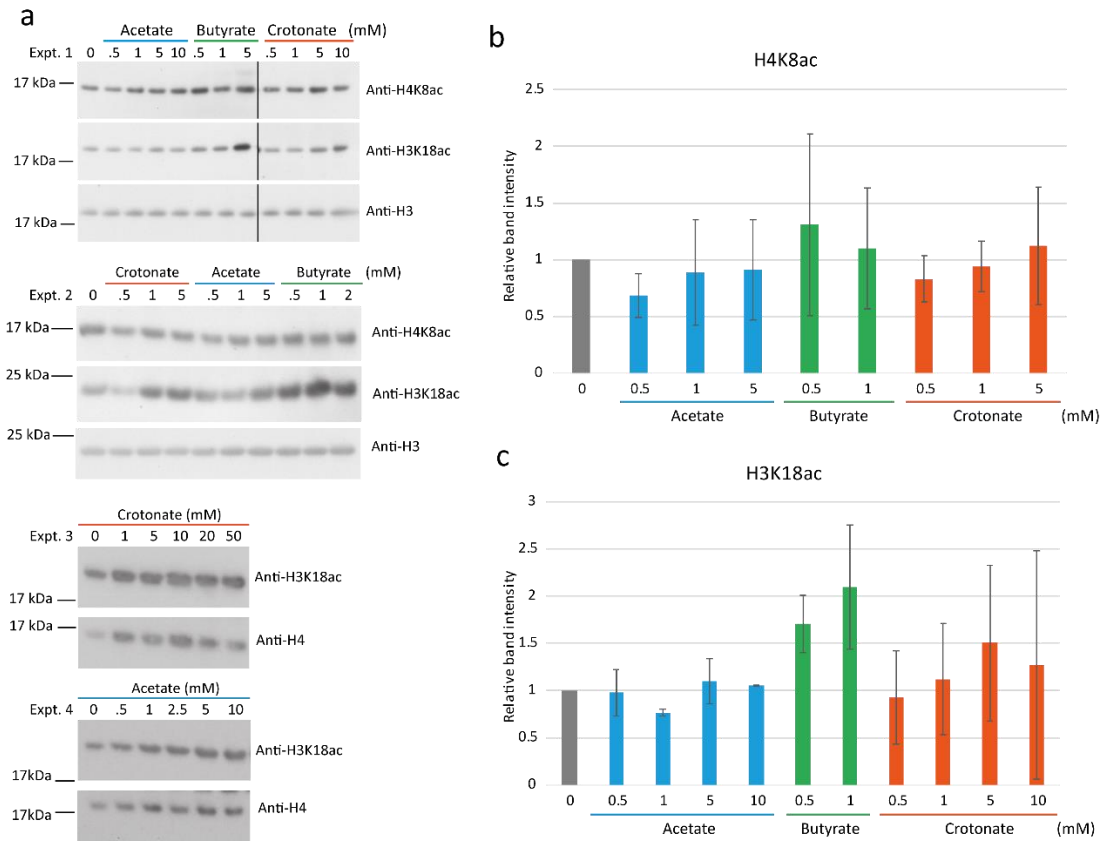 a
Acetate Butyrate Crotonate (mM)
Expt. 1 0 .5 1 5 10 .5 1 5 .5 1 5 10
17 kDa Anti-H4K8ac
17 kDa Anti-H3K18ac
17 kDa Anti-H3
Crotonate Acetate Butyrate (mM)
Expt. 2 0 .5 1 5 .5 1 5 .5 1 2
17 kDa Anti-H4K8ac
25 kDa Anti-H3K18ac
25 kDa Anti-H3
Crotonate (mM)
Expt. 3 0 1 5 10 20 50
Anti-H3K18ac
17 kDa
17 kDa Anti-H4
Acetate (mM)
Expt. 4 0 .5 1 2.5 5 10
Anti-H3K18ac
17kDa
17kDa Anti-H4
b
H4K8ac
Relative band intensity
2.5
2
1.5
1
0.5
0
0 0.5 1 5 0.5 1 0.5 1 5
Acetate Butyrate Crotonate (mM)
c
H3K18ac
Relative band intensity
3
2.5
2
1.5
1
0.5
0
0 0.5 1 5 10 0.5 1 0.5 1 5 10
Acetate Butyrate Crotonate (mM)